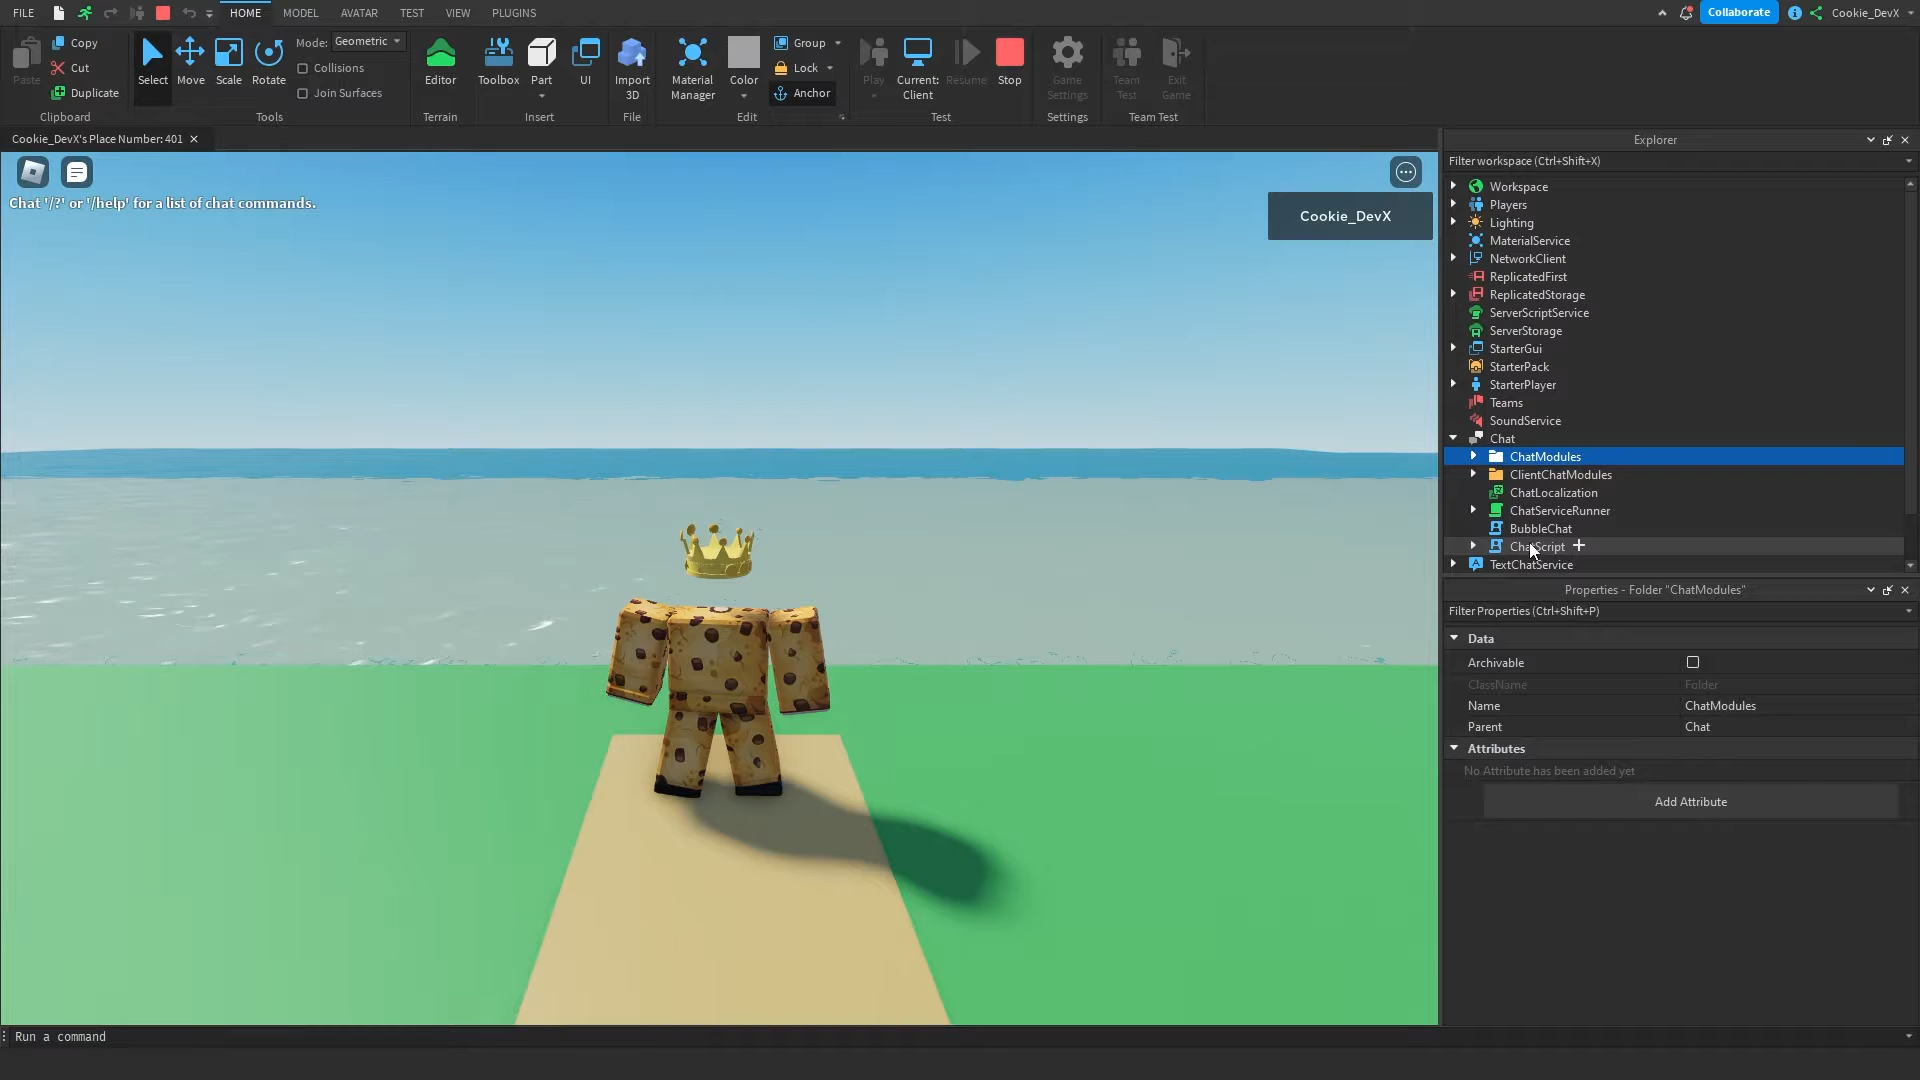 FILE HOME MODEL AVATAR TEST VIEW PLUGINS Collaborate Cookie_DevX
Paste Copy Cut Duplicate
Clipboard
Select Move Scale Rotate
Mode: Geometric
Collisions
Join Surfaces
Tools
Editor
Terrain
Toolbox Part UI
Insert
Import
3D
File
Material
Manager
Color
Group
Lock
Anchor
Edit
Play
Current:
Client
Resume Stop
Test
Game
Settings
Settings
Team
Test
Exit
Game
Team Test
Cookie_DevX's Place Number: 401
Chat '/?' or '/help' for a list of chat commands.
Cookie_DevX
Explorer
Filter workspace (Ctrl+Shift+X)
Workspace
Players
Lighting
MaterialService
NetworkClient
ReplicatedFirst
ReplicatedStorage
ServerScriptService
ServerStorage
StarterGui
StarterPack
StarterPlayer
Teams
SoundService
Chat
ChatModules
ClientChatModules
ChatLocalization
ChatServiceRunner
BubbleChat
ChatScript
TextChatService
Properties - Folder "ChatModules"
Filter Properties (Ctrl+Shift+P)
Data
Archivable
ClassName Folder
Name ChatModules
Parent Chat
Attributes
No Attribute has been added yet
Add Attribute
Run a command